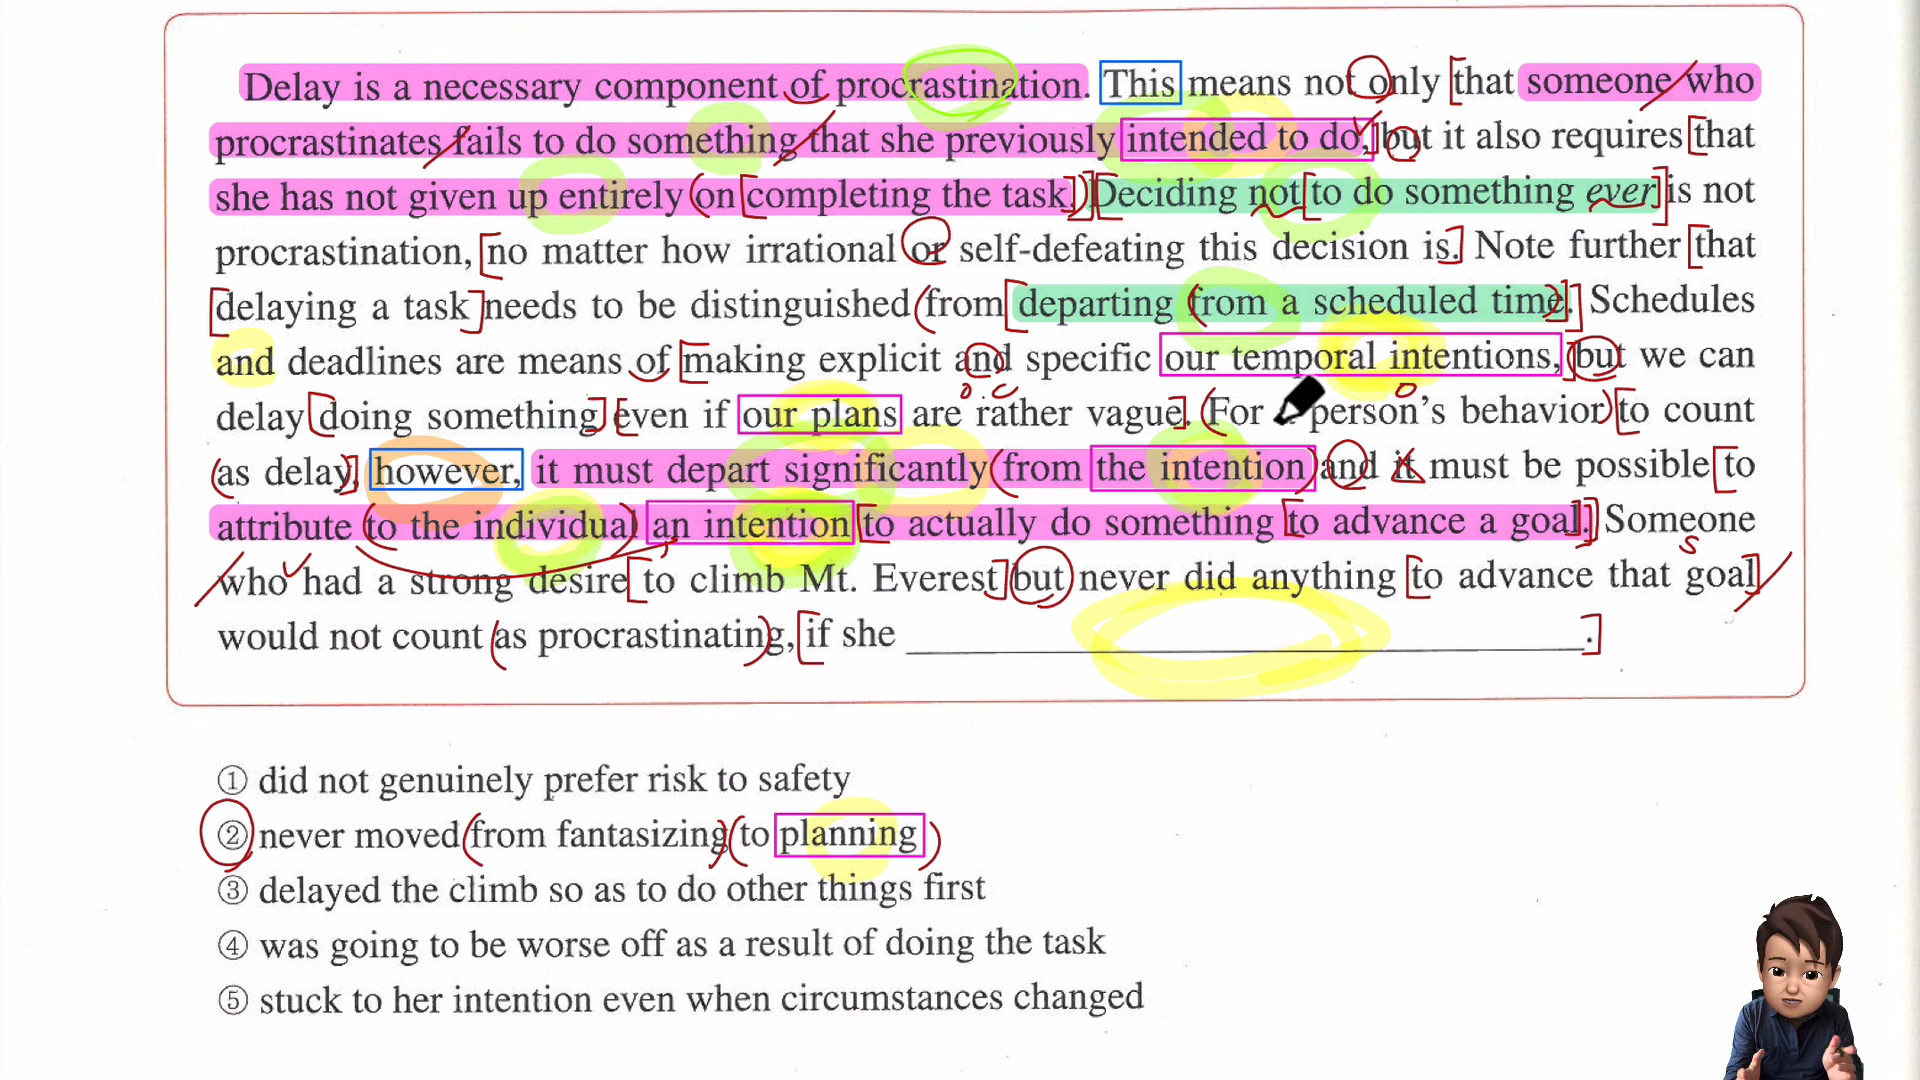 Delay is a necessary component of procrastination. This means not only that someone who
procrastinates fails to do something that she previously intended to do, but it also requires that
she has not given up entirely on completing the task. Deciding not to do something ever is not
procrastination, no matter how irrational or self-defeating this decision is. Note further that
delaying a task needs to be distinguished from departing from a scheduled time. Schedules
and deadlines are means of making explicit and specific our temporal intentions, but we can
delay doing something even if our plans are rather vague. For a person's behavior to count
as delay, however, it must depart significantly from the intention and it must be possible to
attribute to the individual an intention to actually do something to advance a goal. Someone
who had a strong desire to climb Mt. Everest but never did anything to advance that goal
would not count as procrastinating, if she ____________.
① did not genuinely prefer risk to safety
② never moved from fantasizing to planning
③ delayed the climb so as to do other things first
④ was going to be worse off as a result of doing the task
⑤ stuck to her intention even when circumstances changed